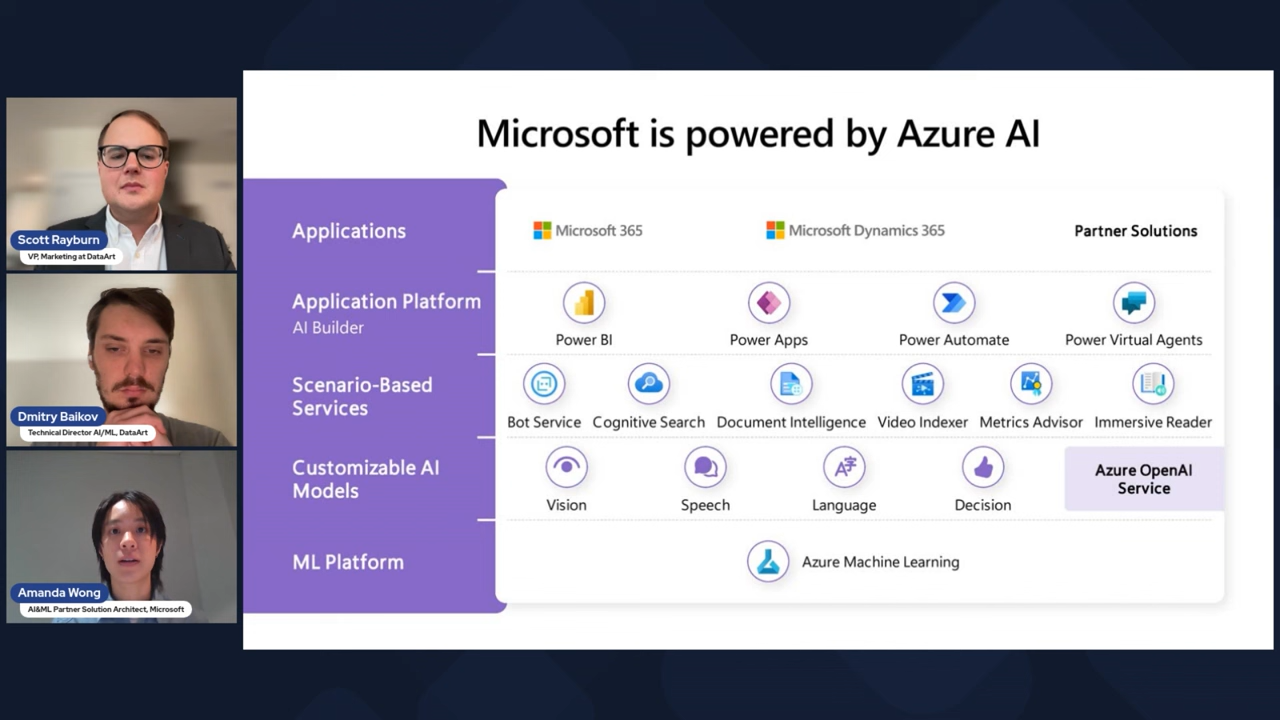 Scott Rayburn
VP, Marketing at DataArt
Dmitry Baikov
Technical Director AI/ML, DataArt
Amanda Wong
AI&ML Partner Solution Architect, Microsoft
Microsoft is powered by Azure AI
Applications
Microsoft 365
Microsoft Dynamics 365
Partner Solutions
Application Platform
AI Builder
Power BI
Power Apps
Power Automate
Power Virtual Agents
Scenario-Based
Services
Bot Service
Cognitive Search
Document Intelligence
Video Indexer
Metrics Advisor
Immersive Reader
Customizable AI
Models
Vision
Speech
Language
Decision
Azure OpenAI
Service
ML Platform
Azure Machine Learning